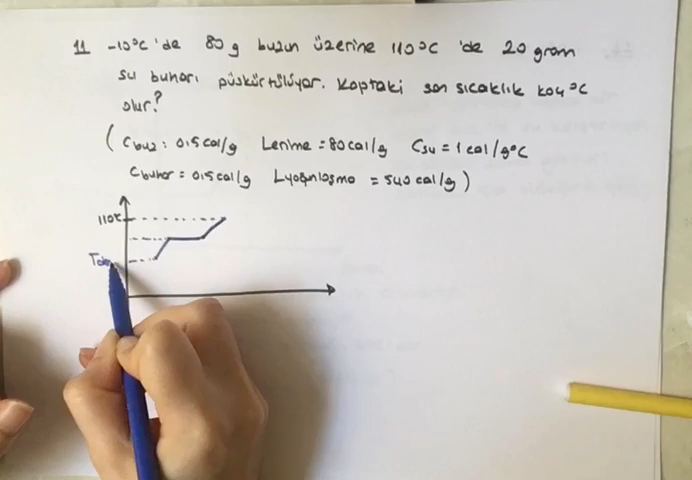 11 -10°C 'de 80 g buzun üzerine 110°C 'de 20 gram
su buharı püskürtülüyor. Kaptaki son sıcaklık kaç °C
olur?
( Cbuz : 0,5 cal/g Lerime = 80 cal/g Csu = 1 cal/g°C
Cbuhar = 0,5 cal/g Lyoğunlaşma = 540 cal/g )
110°C